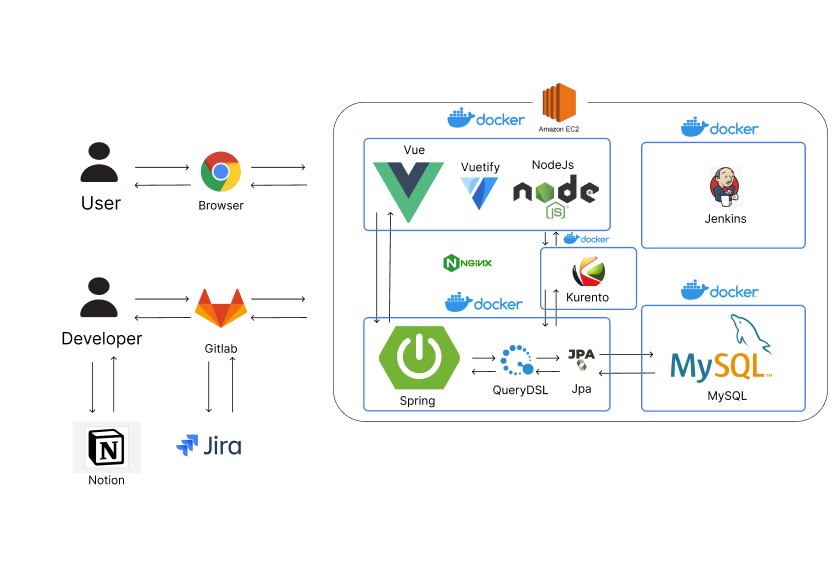 Amazon EC2
docker
Vue
Vuetify
NodeJs
node
JS
docker
Jenkins
User
Browser
NGINX
docker
Kurento
docker
docker
Developer
Gitlab
Spring
QueryDSL
JPA
Jpa
MySQL™
MySQL
N
Notion
Jira